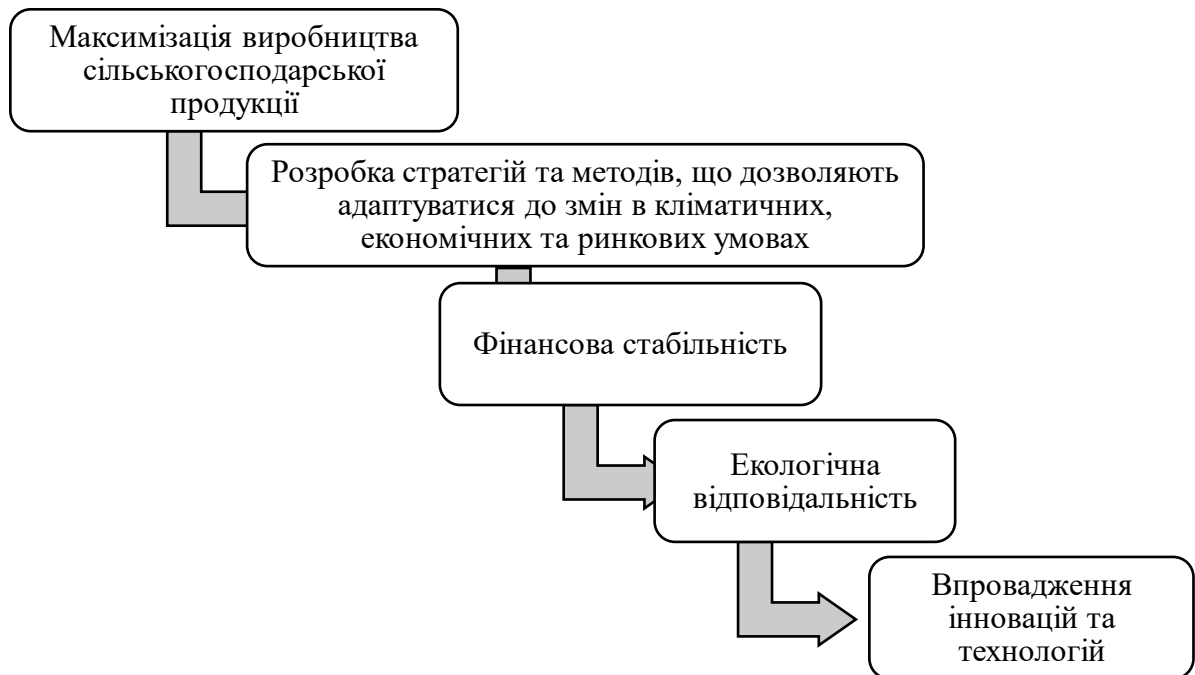 Максимізація виробництва
сільськогосподарської
продукції
Розробка стратегій та методів, що дозволяють
адаптуватися до змін в кліматичних,
економічних та ринкових умовах
Фінансова стабільність
Екологічна
відповідальність
Впровадження
інновацій та
технологій